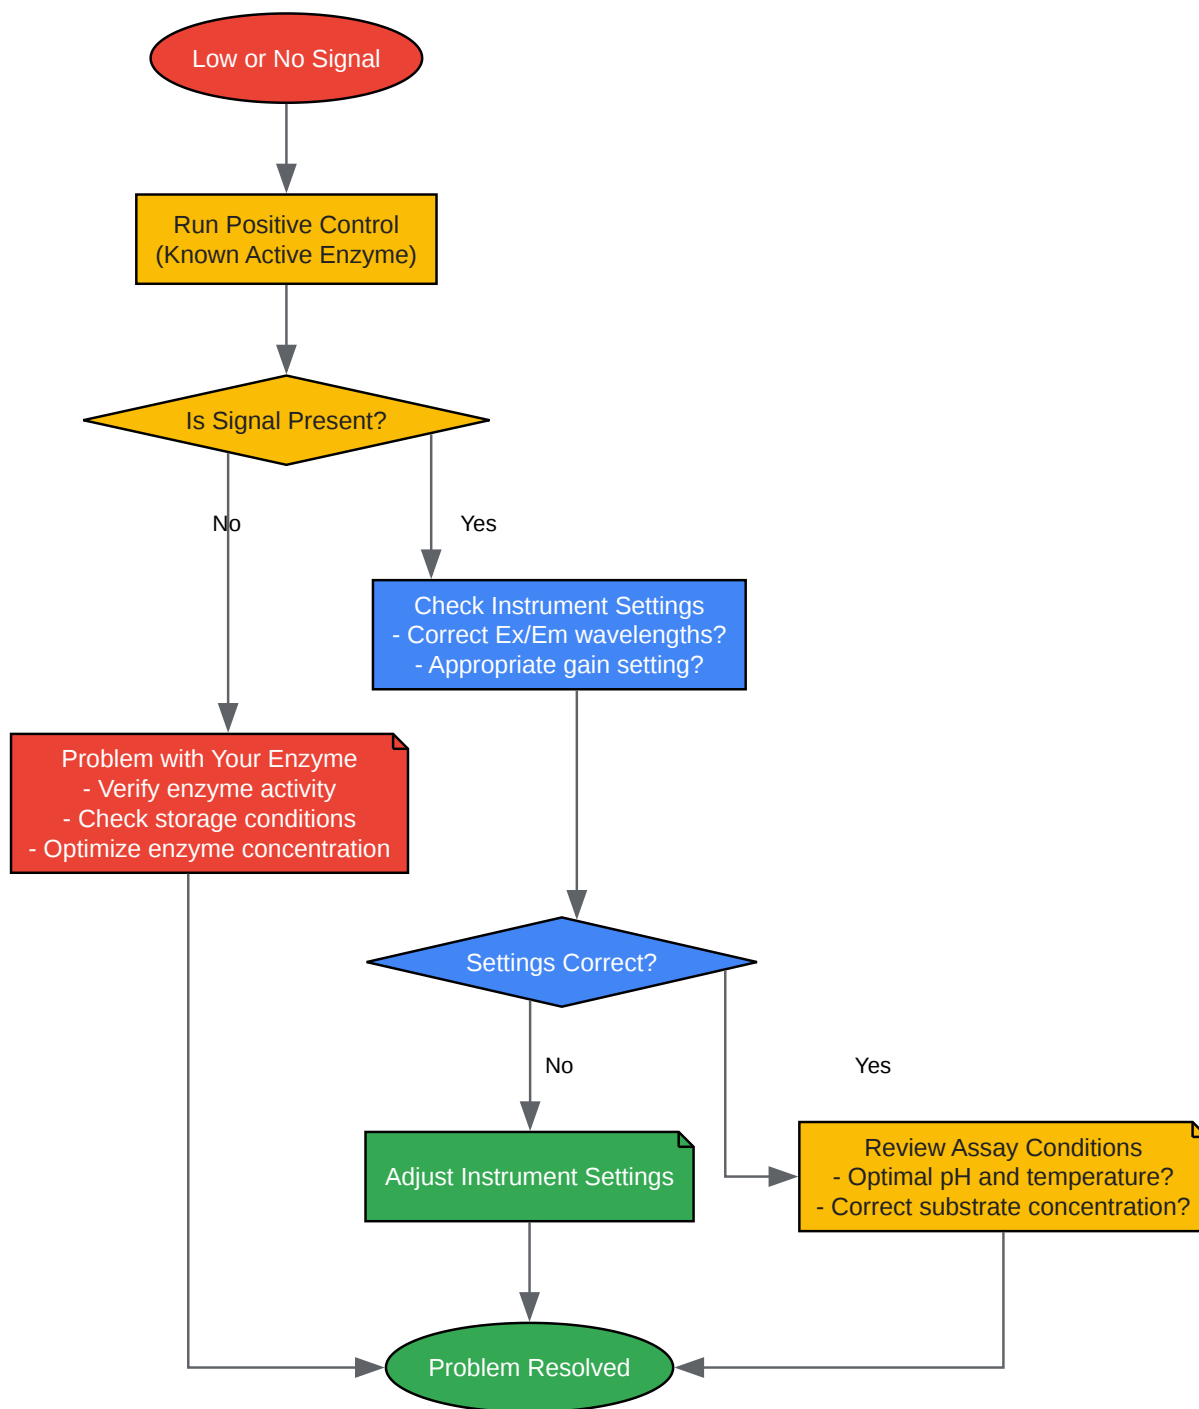 Low or No Signal
Run Positive Control
(Known Active Enzyme)
Is Signal Present?
No
Yes
Check Instrument Settings
- Correct Ex/Em wavelengths?
- Appropriate gain setting?
Problem with Your Enzyme
- Verify enzyme activity
- Check storage conditions
- Optimize enzyme concentration
Settings Correct?
No
Yes
Adjust Instrument Settings
Review Assay Conditions
- Optimal pH and temperature?
- Correct substrate concentration?
Problem Resolved